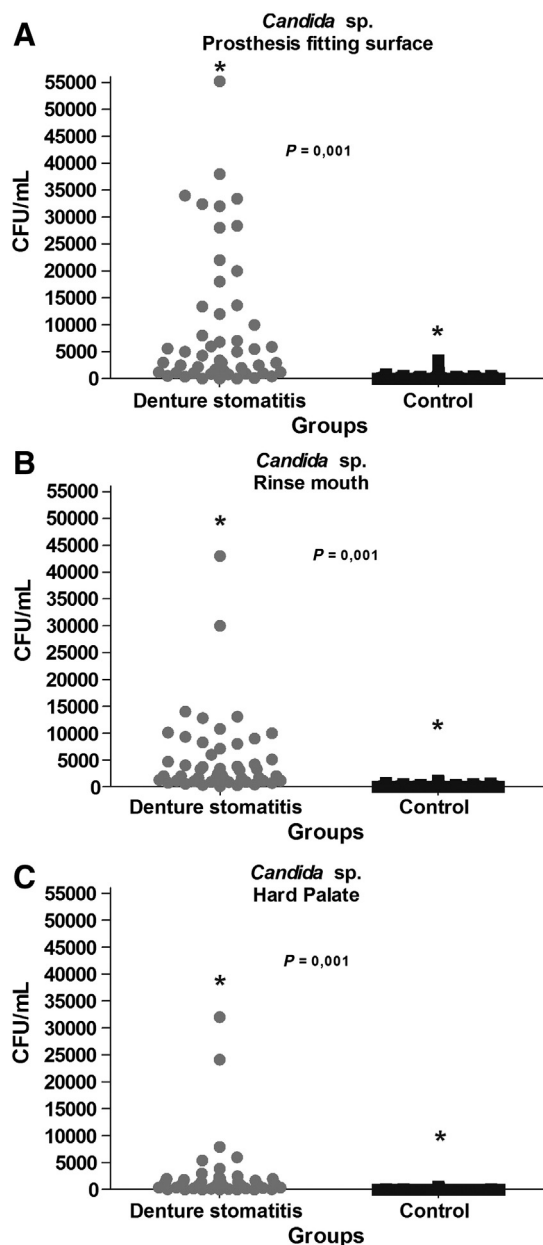 A
Candida sp.
Prosthesis fitting surface
*
55000
50000
45000
40000
35000
30000
25000
20000
15000
10000
5000
0
CFU/mL
P = 0,001
*
Denture stomatitis
Control
Groups
B
Candida sp.
Rinse mouth
55000
50000
45000
40000
35000
30000
25000
20000
15000
10000
5000
0
CFU/mL
*
P = 0,001
*
Denture stomatitis
Control
Groups
C
Candida sp.
Hard Palate
55000
50000
45000
40000
35000
30000
25000
20000
15000
10000
5000
0
CFU/mL
P = 0,001
*
*
Denture stomatitis
Control
Groups